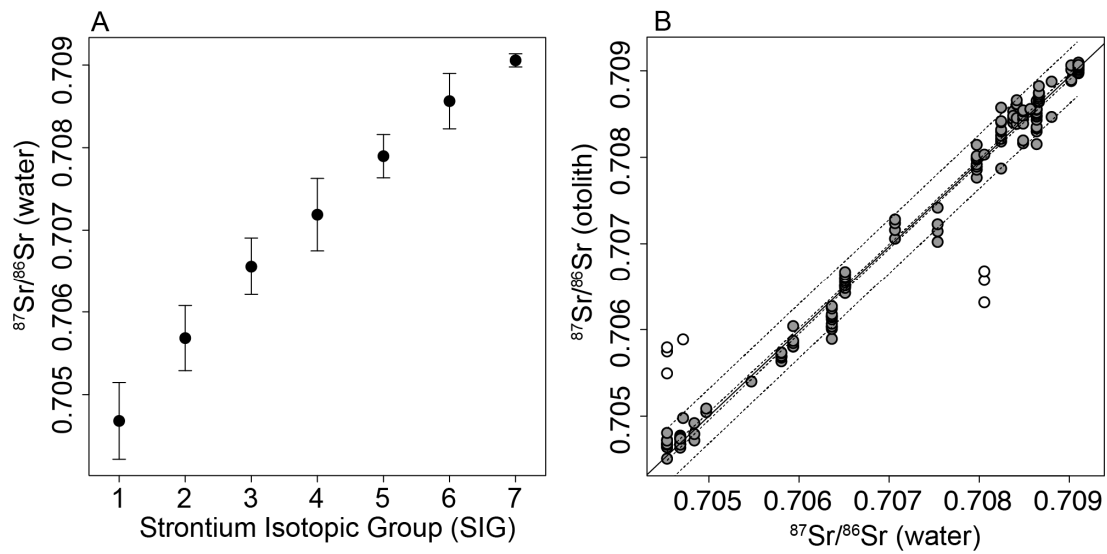 A
0.709
0.708
0.707
0.706
0.705
⁸⁷Sr/⁸⁶Sr (water)
1 2 3 4 5 6 7
Strontium Isotopic Group (SIG)
B
0.709
0.708
0.707
0.706
0.705
⁸⁷Sr/⁸⁶Sr (otolith)
0.705 0.706 0.707 0.708 0.709
⁸⁷Sr/⁸⁶Sr (water)